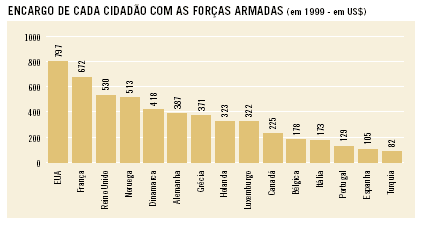 ENCARGO DE CADA CIDADÃO COM AS FORÇAS ARMADAS (em 1999 - em US$)
1000
800
600
400
200
0
797
672
530
513
418
387
371
323
322
225
178
173
129
105
82
EUA
França
Reino Unido
Noruega
Dinamarca
Alemanha
Grécia
Holanda
Luxemburgo
Canadá
Bélgica
Itália
Portugal
Espanha
Turquia